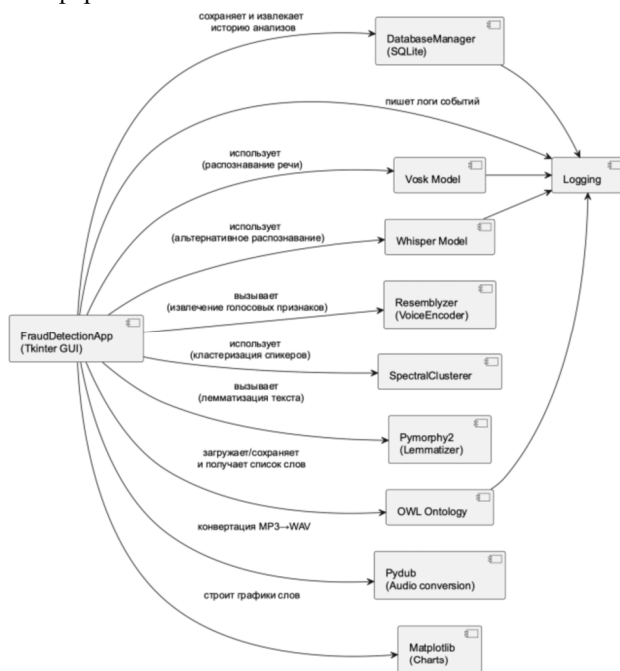 сохраняет и извлекает
историю анализов
DatabaseManager
(SQLite)
пишет логи событий
использует
(распознавание речи)
Vosk Model
Logging
использует
(альтернативное распознавание)
Whisper Model
вызывает
(извлечение голосовых признаков)
Resemblyzer
(VoiceEncoder)
FraudDetectionApp
(Tkinter GUI)
использует
(кластеризация спикеров)
SpectralClusterer
вызывает
(лемматизация текста)
Pymorphy2
(Lemmatizer)
загружает/сохраняет
и получает список слов
OWL Ontology
конвертация MP3→WAV
Pydub
(Audio conversion)
строит графики слов
Matplotlib
(Charts)